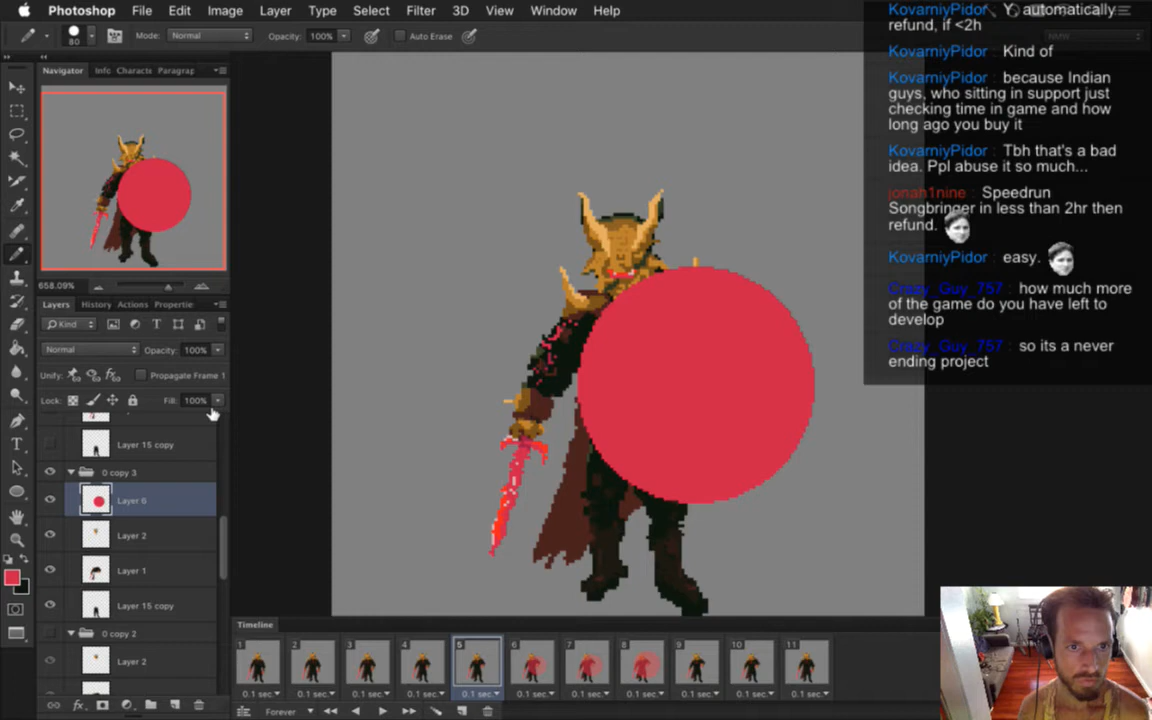 Photoshop File Edit Image Layer Type Select Filter 3D View Window Help
80 Mode: Normal Opacity: 100% Auto Erase
Navigator Info Characte Paragrap
658.09%
Layers History Actions Propertie
Kind
Normal Opacity: 100%
Unify: Propagate Frame 1
Lock: Fill: 100%
Layer 15 copy
0 copy 3
Layer 6
Layer 2
Layer 1
Layer 15 copy
0 copy 2
Layer 2
Timeline
1 2 3 4 5 6 7 8 9 10 11
0.1 sec. 0.1 sec. 0.1 sec. 0.1 sec. 0.1 sec. 0.1 sec. 0.1 sec. 0.1 sec. 0.1 sec. 0.1 sec. 0.1 sec.
Forever
KovarniyPidor : Y, automatically
refund, if <2h
KovarniyPidor : Kind of
KovarniyPidor : because Indian
guys, who sitting in support just
checking time in game and how
long ago you buy it
KovarniyPidor : Tbh that's a bad
idea. Ppl abuse it so much...
jonah1nine : Speedrun
Songbringer in less than 2hr then
refund.
KovarniyPidor : easy.
Crazy_Guy_757 : how much more
of the game do you have left to
develop
Crazy_Guy_757 : so its a never
ending project